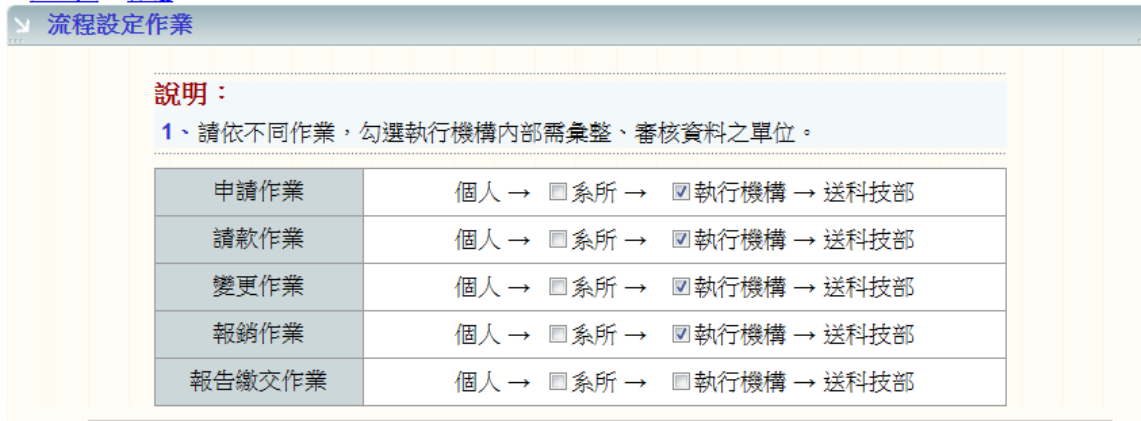 流程設定作業
說明：
1、請依不同作業，勾選執行機構內部需彙整、審核資料之單位。
申請作業 個人 → 系所 → 執行機構 → 送科技部
請款作業 個人 → 系所 → 執行機構 → 送科技部
變更作業 個人 → 系所 → 執行機構 → 送科技部
報銷作業 個人 → 系所 → 執行機構 → 送科技部
報告繳交作業 個人 → 系所 → 執行機構 → 送科技部